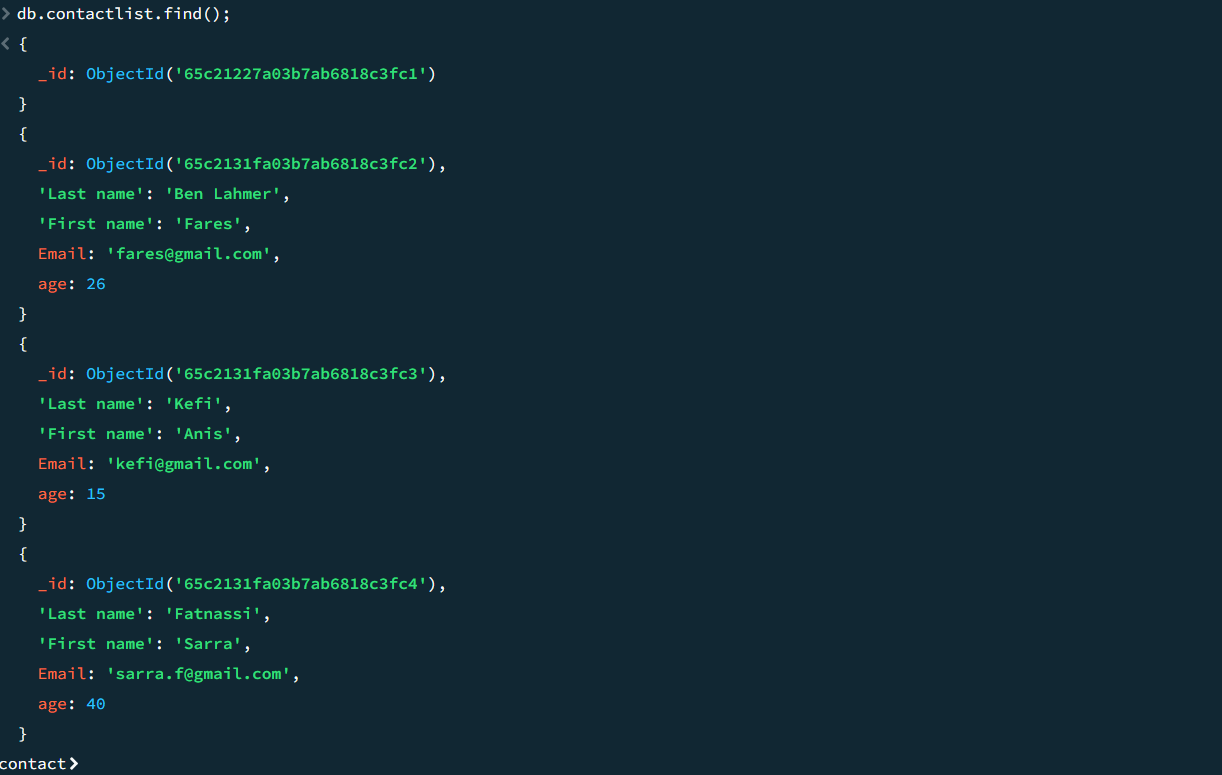 > db.contactlist.find();
< {
_id: ObjectId('65c21227a03b7ab6818c3fc1')
}
{
_id: ObjectId('65c2131fa03b7ab6818c3fc2'),
'Last name': 'Ben Lahmer',
'First name': 'Fares',
Email: 'fares@gmail.com',
age: 26
}
{
_id: ObjectId('65c2131fa03b7ab6818c3fc3'),
'Last name': 'Kefi',
'First name': 'Anis',
Email: 'kefi@gmail.com',
age: 15
}
{
_id: ObjectId('65c2131fa03b7ab6818c3fc4'),
'Last name': 'Fatnassi',
'First name': 'Sarra',
Email: 'sarra.f@gmail.com',
age: 40
}
contact>